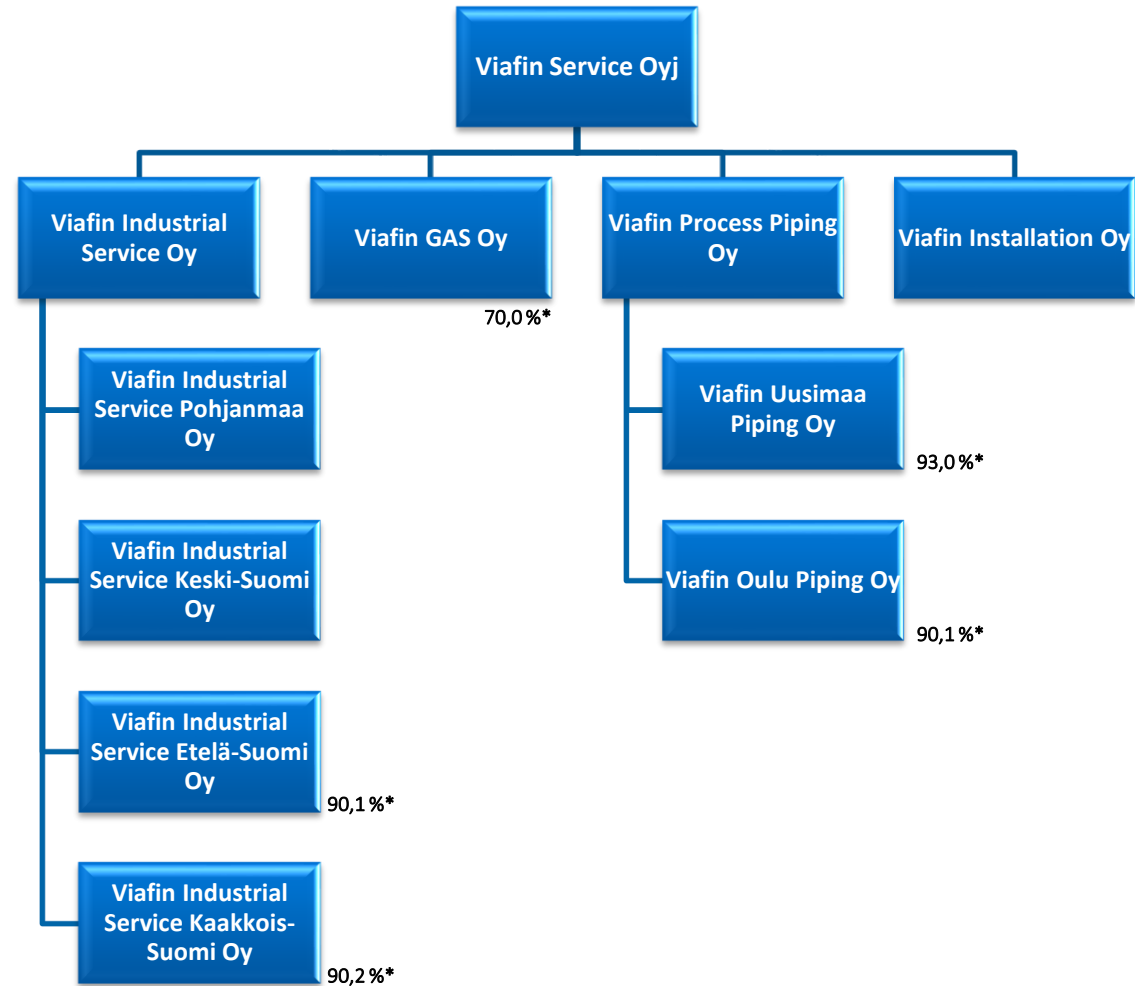 Viafin Service Oyj
Viafin Industrial
Service Oy
Viafin GAS Oy
70,0 %*
Viafin Process Piping
Oy
Viafin Installation Oy
Viafin Industrial
Service Pohjanmaa
Oy
Viafin Industrial
Service Keski-Suomi
Oy
Viafin Industrial
Service Etelä-Suomi
Oy
90,1 %*
Viafin Industrial
Service Kaakkois-
Suomi Oy
90,2 %*
Viafin Uusimaa
Piping Oy
93,0 %*
Viafin Oulu Piping Oy
90,1 %*